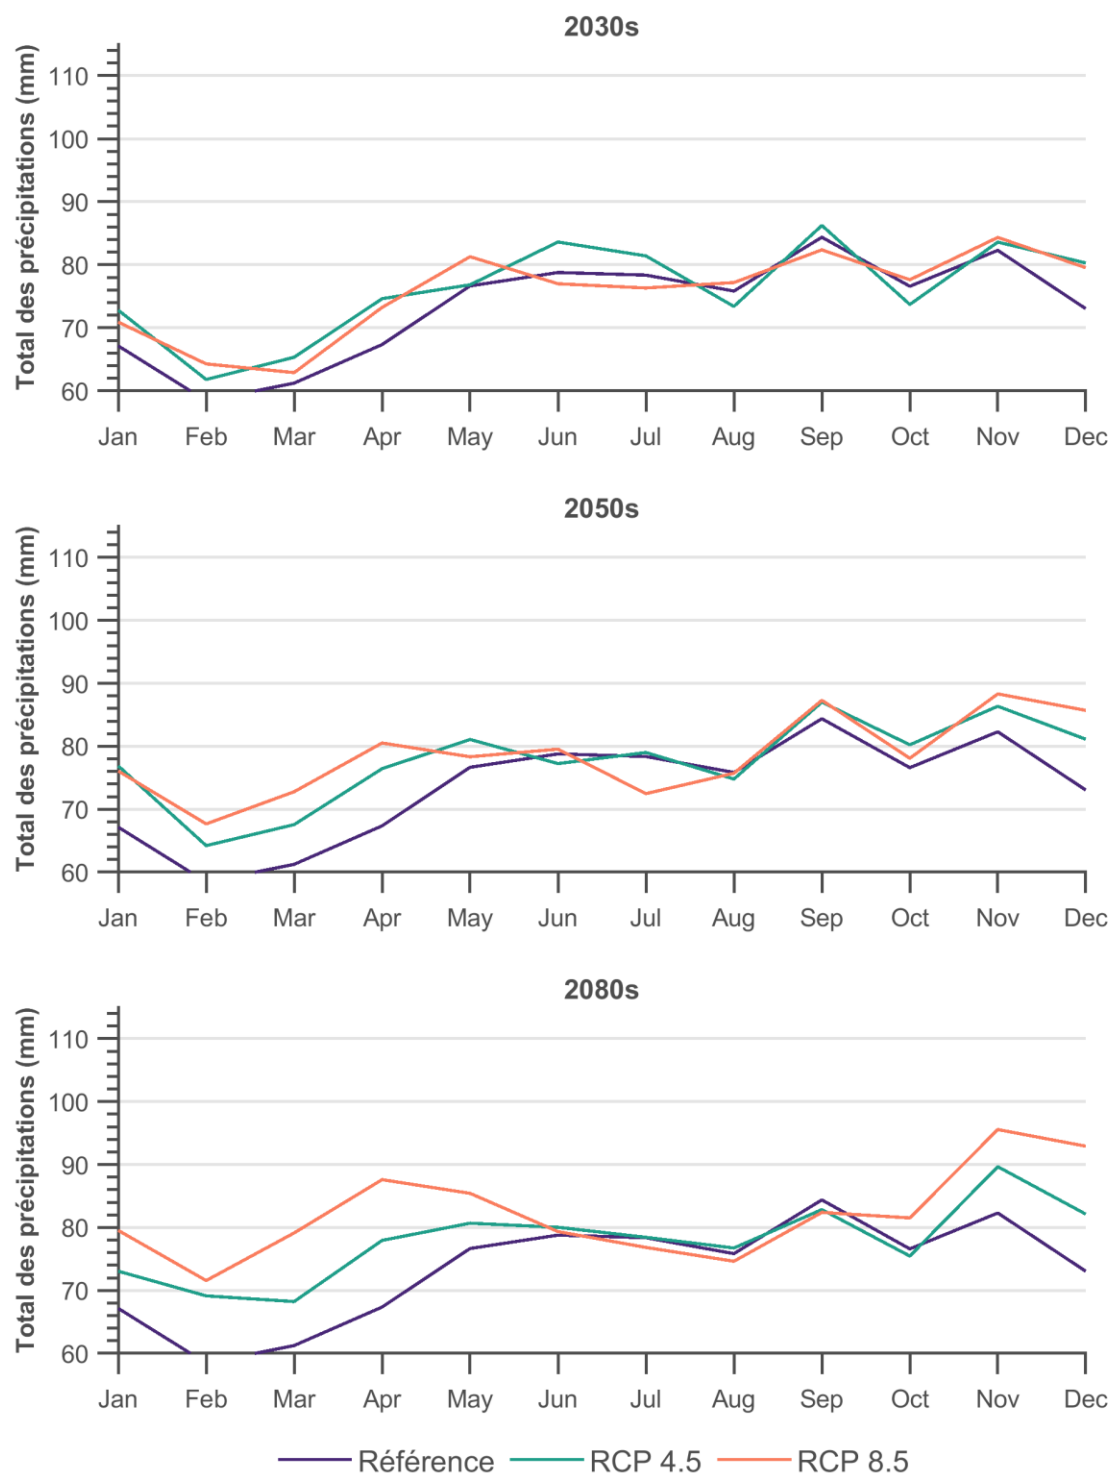 2030s
Total des précipitations (mm)
110
100
90
80
70
60
Jan Feb Mar Apr May Jun Jul Aug Sep Oct Nov Dec
2050s
Total des précipitations (mm)
110
100
90
80
70
60
Jan Feb Mar Apr May Jun Jul Aug Sep Oct Nov Dec
2080s
Total des précipitations (mm)
110
100
90
80
70
60
Jan Feb Mar Apr May Jun Jul Aug Sep Oct Nov Dec
Référence RCP 4.5 RCP 8.5